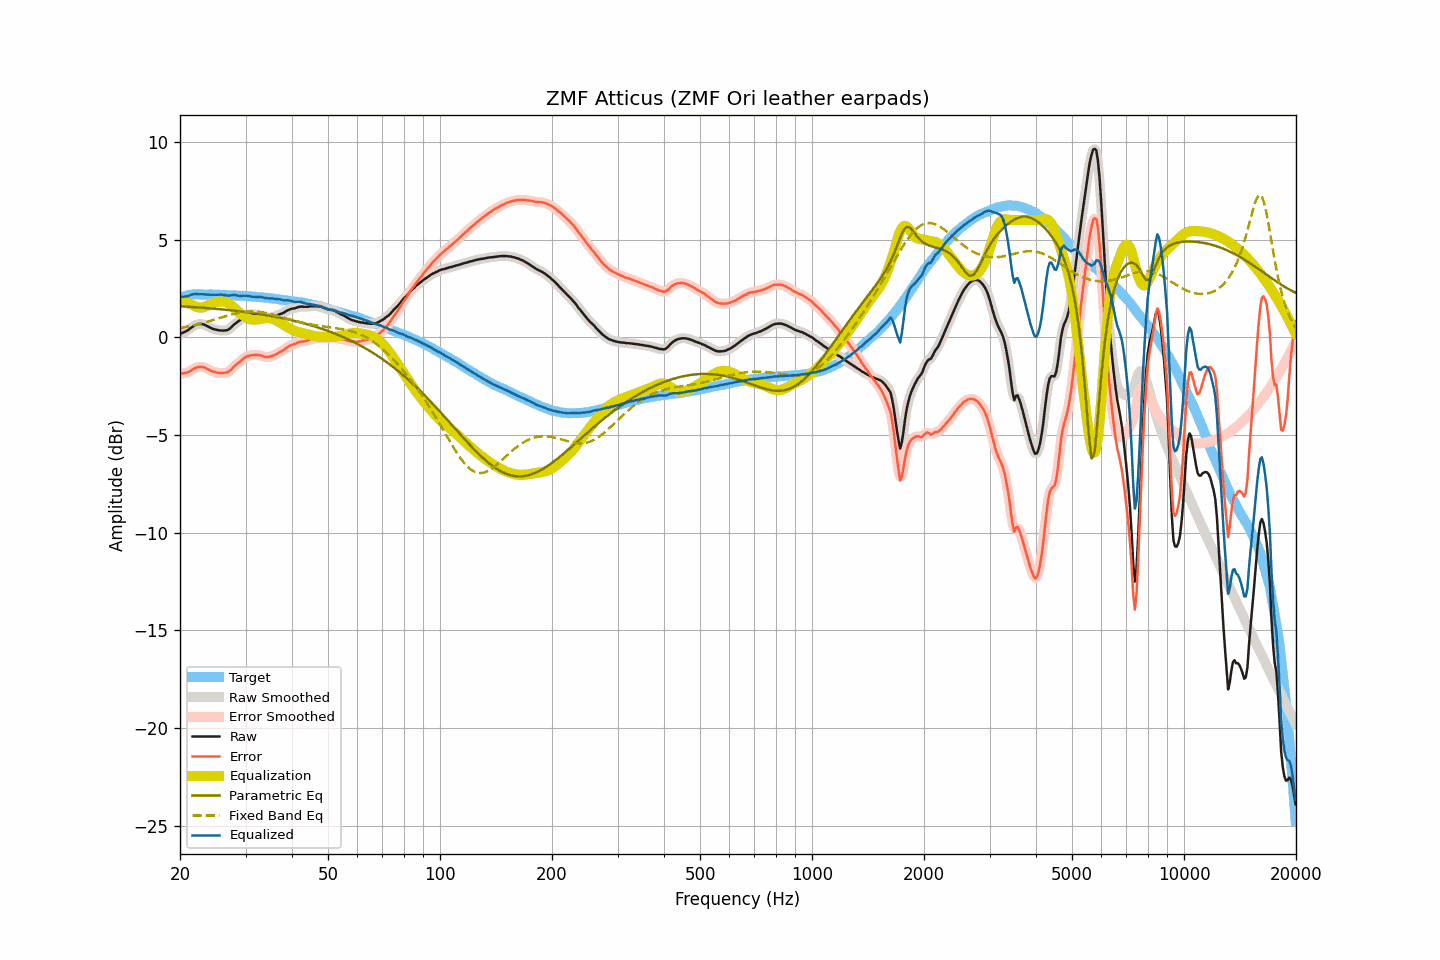 ZMF Atticus (ZMF Ori leather earpads)
10
5
0
−5
−10
−15
−20
−25
Amplitude (dBr)
Target
Raw Smoothed
Error Smoothed
Raw
Error
Equalization
Parametric Eq
Fixed Band Eq
Equalized
20 50 100 200 500 1000 2000 5000 10000 20000
Frequency (Hz)